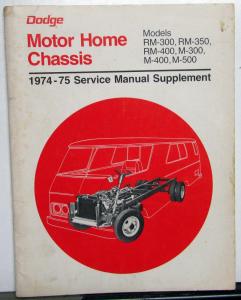 Dodge
Motor Home
Chassis
Models
RM-300, RM-350,
RM-400, M-300,
M-400, M-500
1974-75 Service Manual Supplement